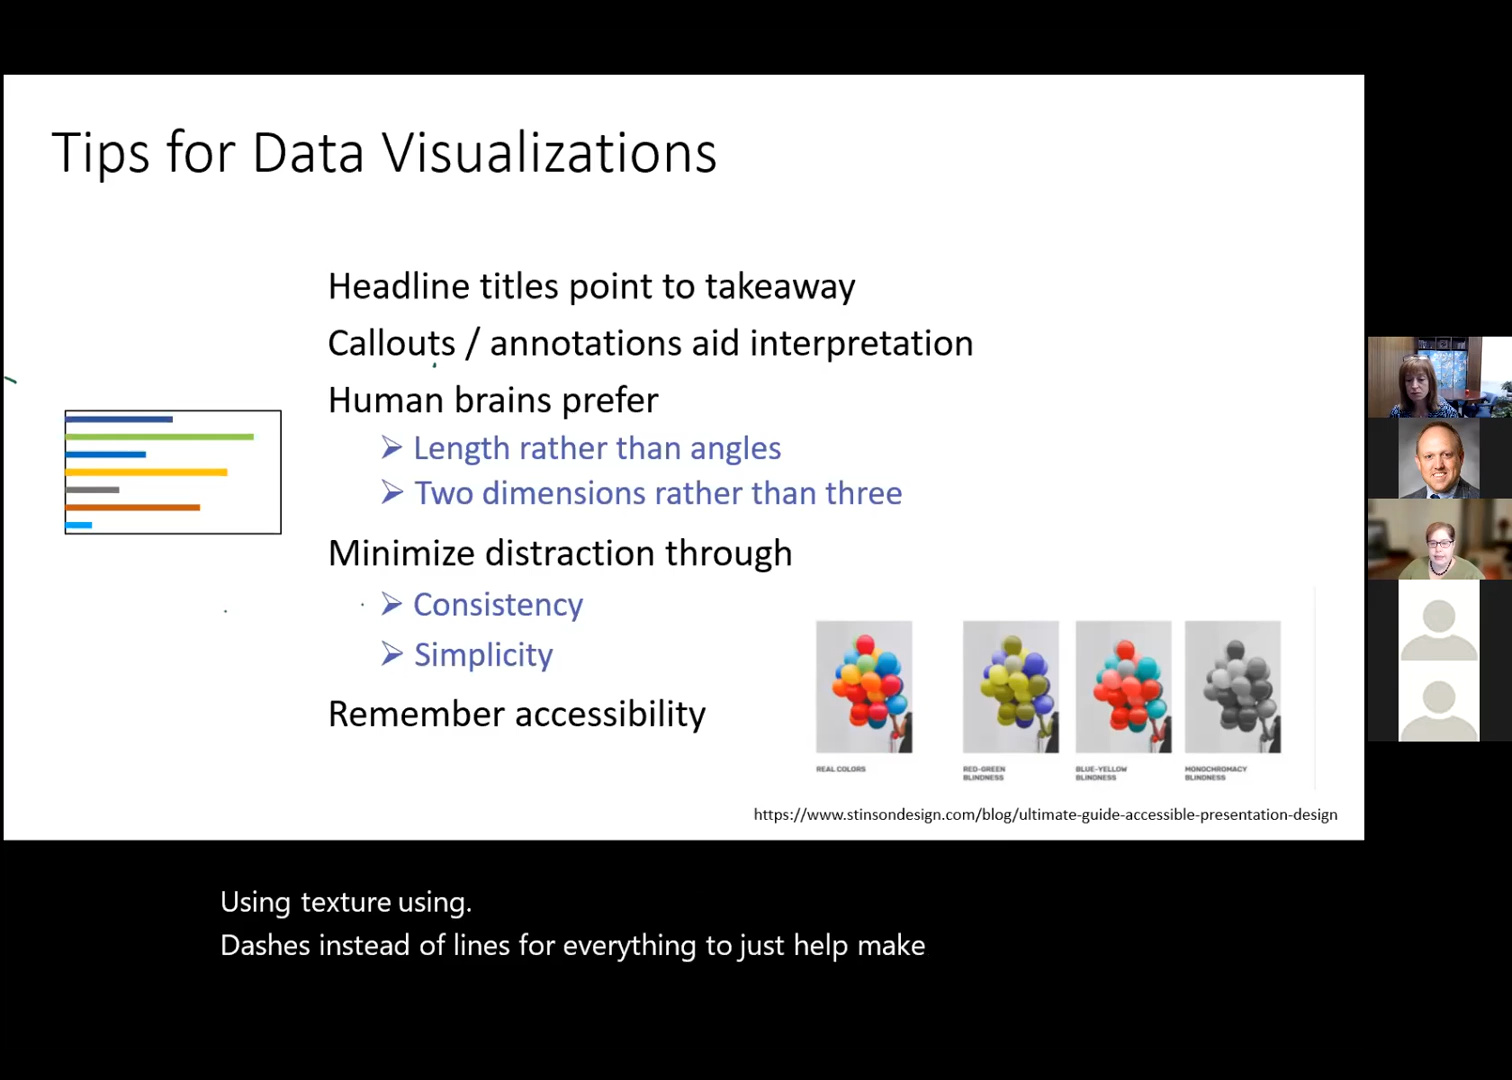 Tips for Data Visualizations
Headline titles point to takeaway
Callouts / annotations aid interpretation
Human brains prefer
Length rather than angles
Two dimensions rather than three
Minimize distraction through
Consistency
Simplicity
Remember accessibility
REAL COLORS
RED-GREEN
BLINDNESS
BLUE-YELLOW
BLINDNESS
MONOCHROMACY
BLINDNESS
https://www.stinsondesign.com/blog/ultimate-guide-accessible-presentation-design
Using texture using.
Dashes instead of lines for everything to just help make